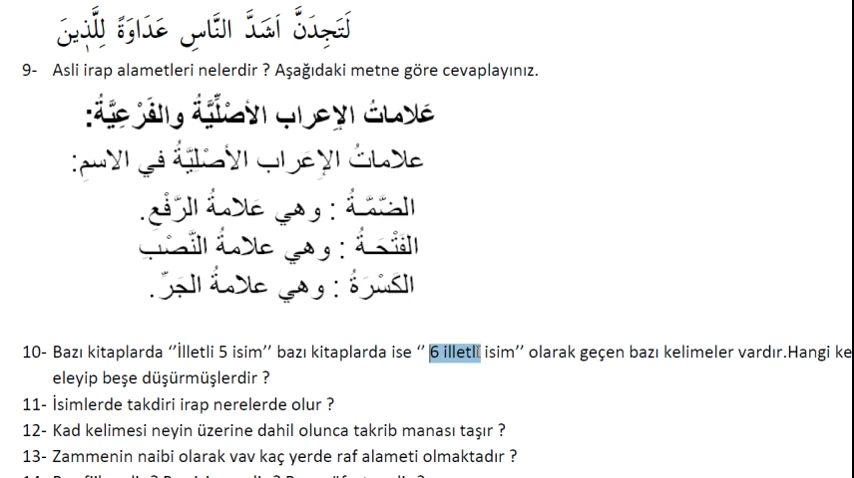 لَتَجِدَنَّ اَشَدَّ النَّاسِ عَدَاوَةً لِلَّذ۪ينَ
9- Asli irap alametleri nelerdir ? Aşağıdaki metne göre cevaplayınız.
عَلاماتُ الإعراب الأصْلِيَّةُ والفَرْعِيَّةُ:
علاماتُ الإعَراب الأصْلِيَّةُ في الاسمِ:
الضَّمَّةُ : وهي علامةُ الرَّفْعِ.
الفَتْحَةُ : وهي علامةُ النَّصْبِ
الكَسْرَةُ : وهي علامةُ الجَرِّ.
10- Bazı kitaplarda ‘’İlletli 5 isim’’ bazı kitaplarda ise ‘’ 6 illetli isim’’ olarak geçen bazı kelimeler vardır.Hangi ke
eleyip beşe düşürmüşlerdir ?
11- İsimlerde takdiri irap nerelerde olur ?
12- Kad kelimesi neyin üzerine dahil olunca takrib manası taşır ?
13- Zammenin naibi olarak vav kaç yerde raf alameti olmaktadır ?